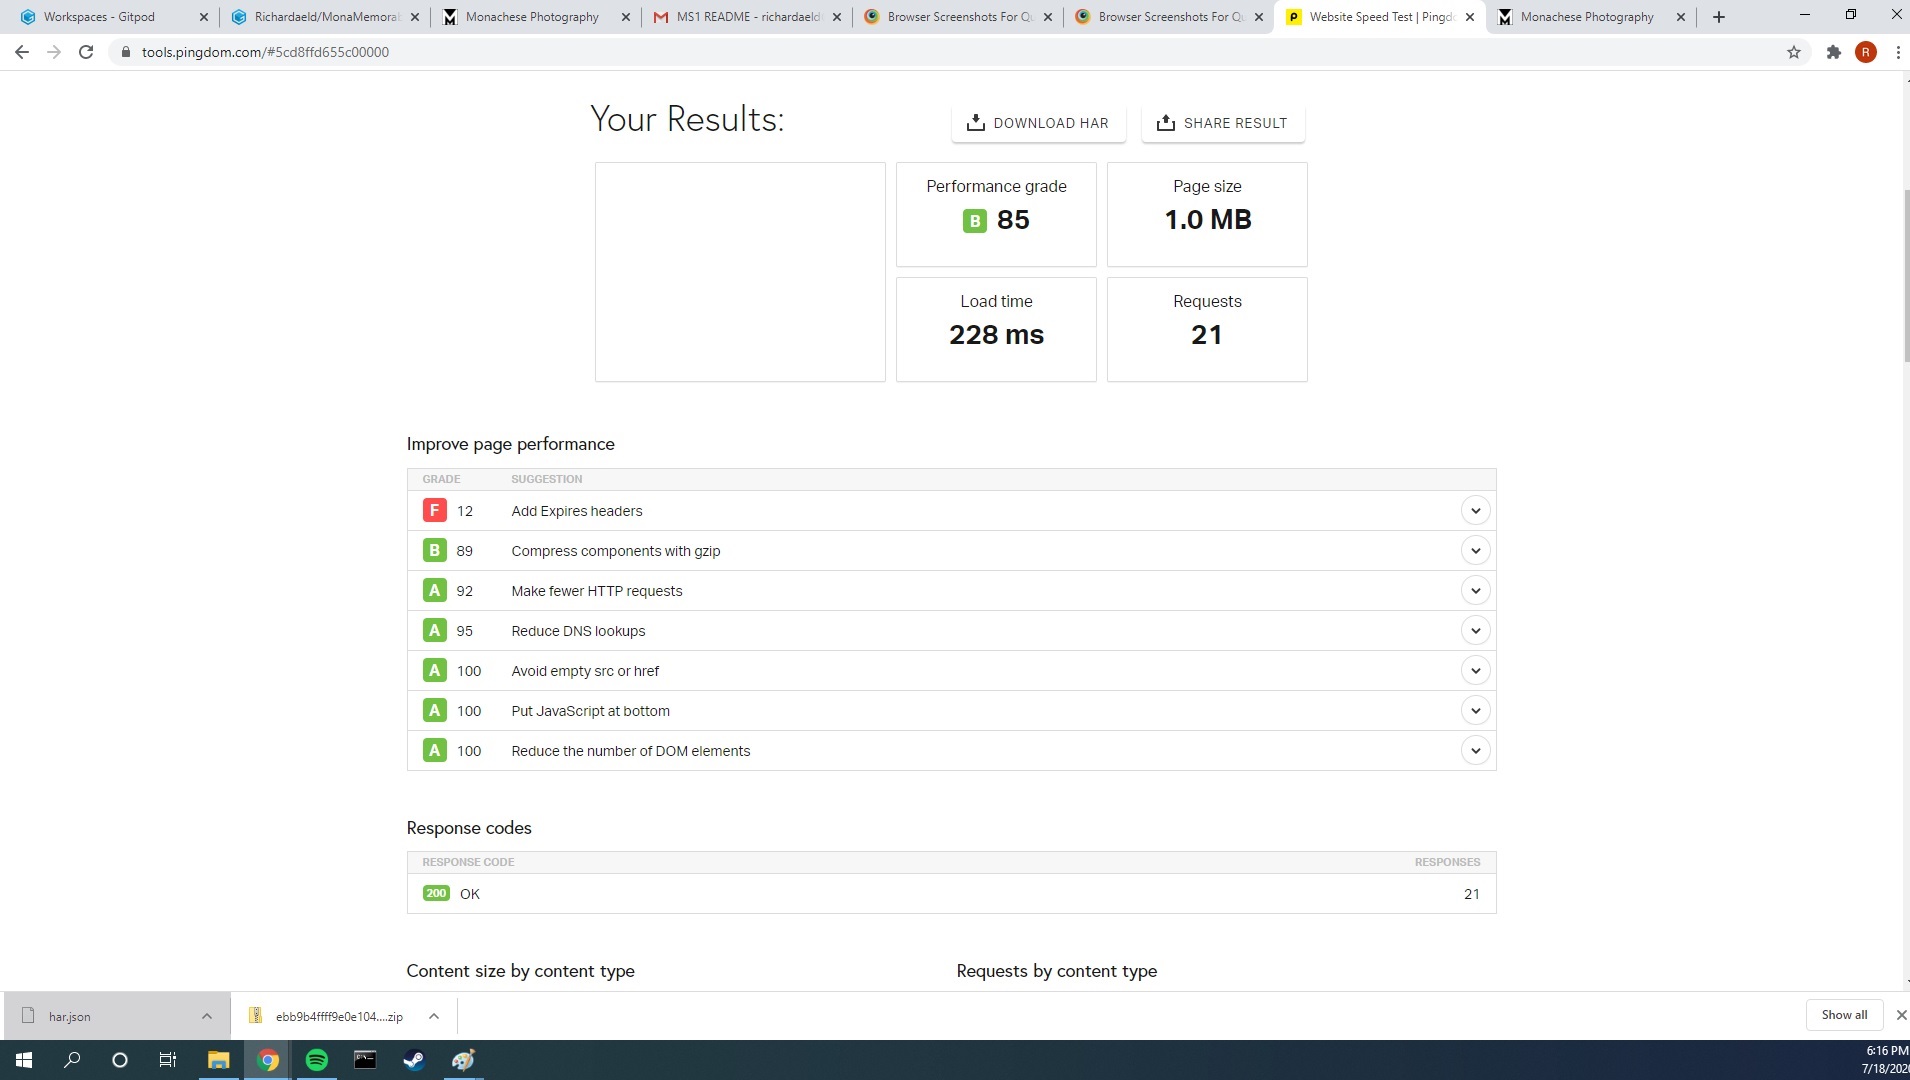 Workspaces - Gitpod
Richardaeld/MonaMemorab
Monachese Photography
MS1 README - richardaeld
Browser Screenshots For Qu
Browser Screenshots For Qu
Website Speed Test | Pingdo
Monachese Photography
tools.pingdom.com/#5cd8ffd655c00000
R
Your Results:
DOWNLOAD HAR
SHARE RESULT
Performance grade
B 85
Page size
1.0 MB
Load time
228 ms
Requests
21
Improve page performance
GRADE SUGGESTION
F 12 Add Expires headers
B 89 Compress components with gzip
A 92 Make fewer HTTP requests
A 95 Reduce DNS lookups
A 100 Avoid empty src or href
A 100 Put JavaScript at bottom
A 100 Reduce the number of DOM elements
Response codes
RESPONSE CODE RESPONSES
200 OK 21
Content size by content type
Requests by content type
har.json
ebb9b4ffff9e0e104....zip
Show all
6:16 PM
7/18/202